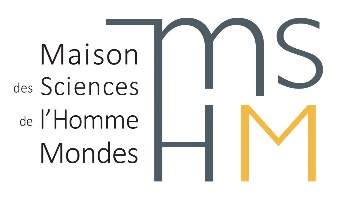 Maison
des Sciences
de l'Homme
Mondes
mS
HM